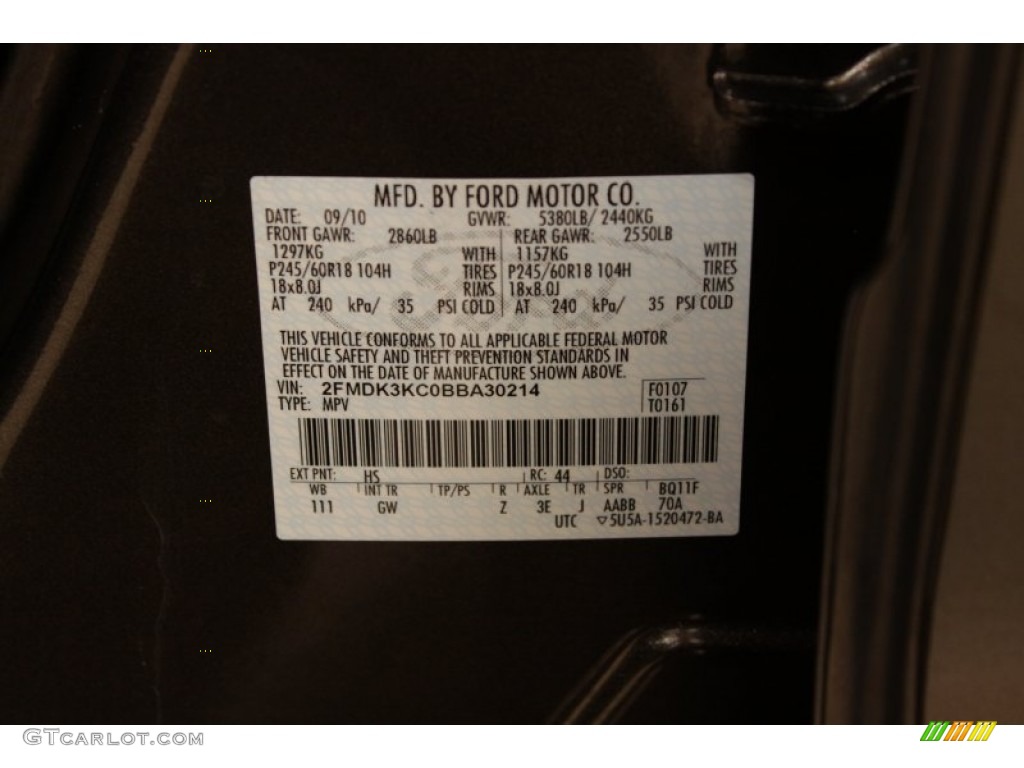 MFD. BY FORD MOTOR CO.
DATE: 09/10 GVWR: 5380LB/ 2440KG
FRONT GAWR: 2860LB REAR GAWR: 2550LB
1297KG WITH 1157KG WITH
P245/60R18 104H TIRES P245/60R18 104H TIRES
18x8.0J RIMS 18x8.0J RIMS
AT 240 kPa/ 35 PSI COLD AT 240 kPa/ 35 PSI COLD
THIS VEHICLE CONFORMS TO ALL APPLICABLE FEDERAL MOTOR
VEHICLE SAFETY AND THEFT PREVENTION STANDARDS IN
EFFECT ON THE DATE OF MANUFACTURE SHOWN ABOVE.
VIN: 2FMDK3KC0BBA30214 F0107
TYPE: MPV T0161
EXT PNT: HS RC: 44 DSO:
WB INT TR TP/PS R AXLE TR SPR BQ11F
111 GW Z 3E J AABB 70A
UTC ▽5U5A-1520472-BA
GTcarlot.com